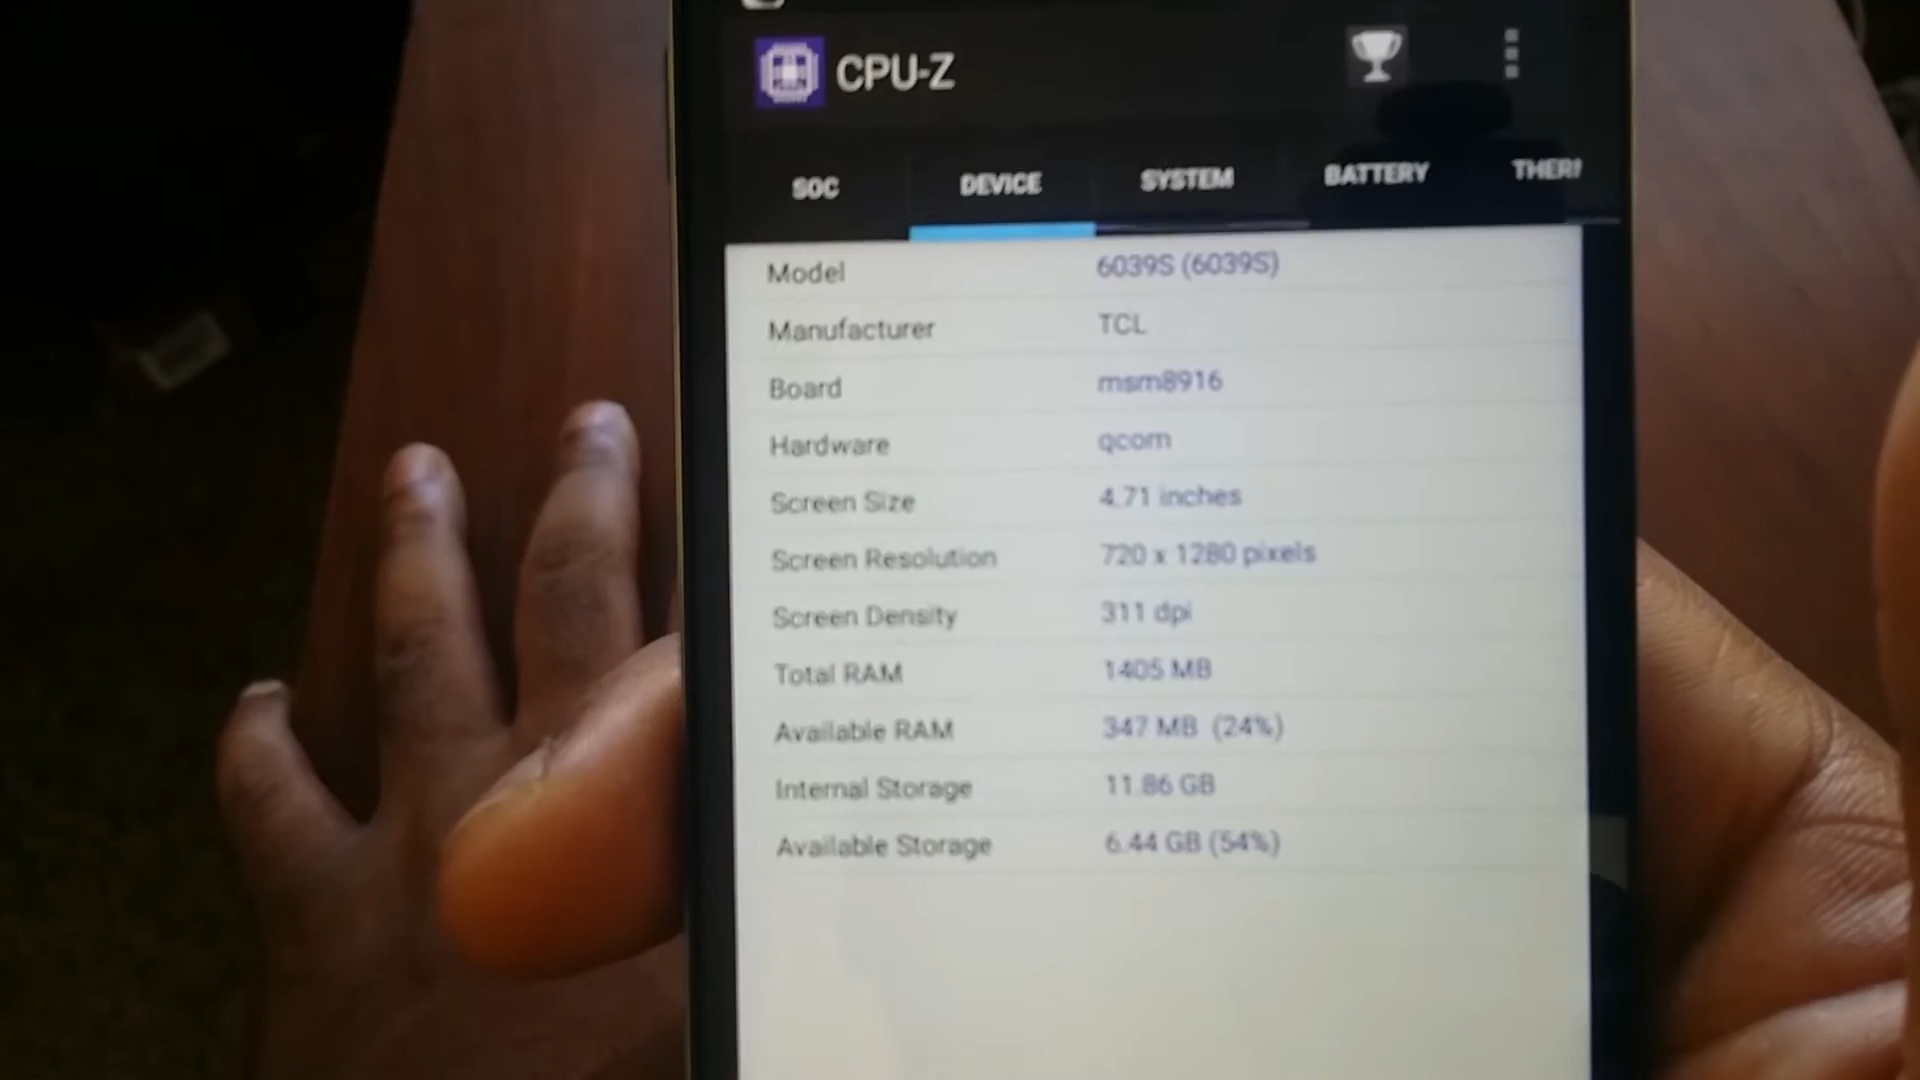 CPU-Z
SOC DEVICE SYSTEM BATTERY THERM
Model 6039S (6039S)
Manufacturer TCL
Board msm8916
Hardware qcom
Screen Size 4.71 inches
Screen Resolution 720 x 1280 pixels
Screen Density 311 dpi
Total RAM 1405 MB
Available RAM 347 MB (24%)
Internal Storage 11.86 GB
Available Storage 6.44 GB (54%)